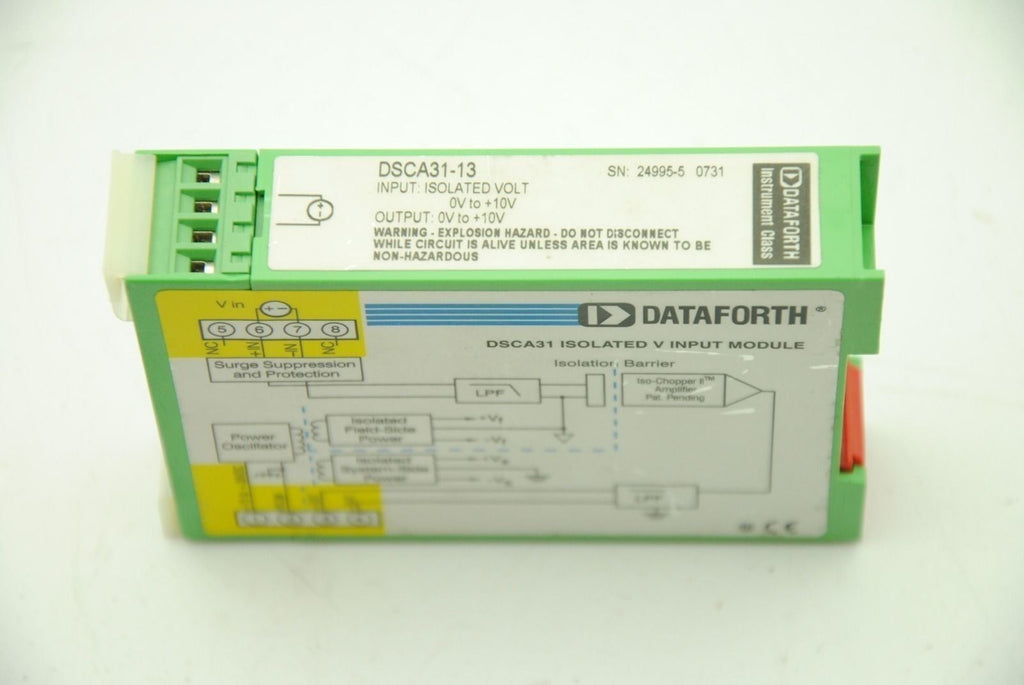 DSCA31-13
SN: 24995-5 0731
INPUT: ISOLATED VOLT
0V to +10V
OUTPUT: 0V to +10V
WARNING - EXPLOSION HAZARD - DO NOT DISCONNECT
WHILE CIRCUIT IS ALIVE UNLESS AREA IS KNOWN TO BE
NON-HAZARDOUS
DATAFORTH
Instrument Class
V in
+ -
5 6 7 8
NC +IN -IN NC
DATAFORTH®
DSCA31 ISOLATED V INPUT MODULE
Surge Suppression
and Protection
Isolation Barrier
LPF
Iso-Chopper II™
Amplifier
Pat. Pending
Power
Oscillator
Isolated
Field-Side
Power
Isolated
System-Side
Power
LPF
CE